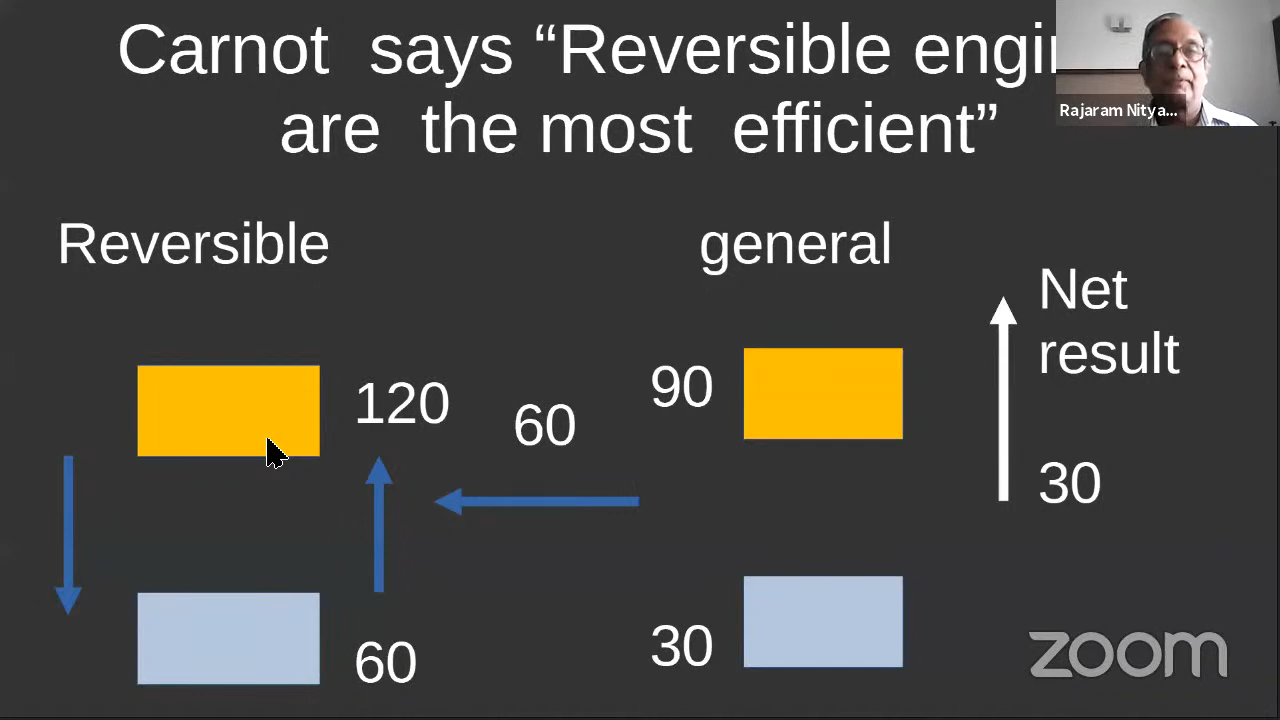 Carnot says “Reversible
are the most efficient”
Rajaram Nitya...
Reversible
general
Net
result
120
60
90
30
60
30
zoom